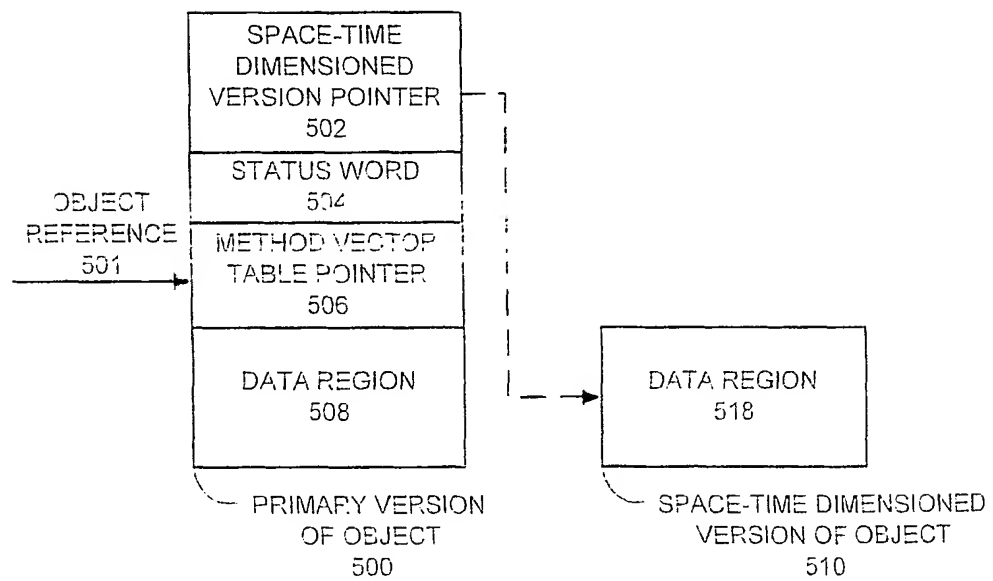 SPACE-TIME
DIMENSIONED
VERSION POINTER
502
STATUS WORD
504
OBJECT
REFERENCE
501
METHOD VECTOR
TABLE POINTER
506
DATA REGION
508
DATA REGION
518
PRIMARY VERSION
OF OBJECT
500
SPACE-TIME DIMENSIONED
VERSION OF OBJECT
510